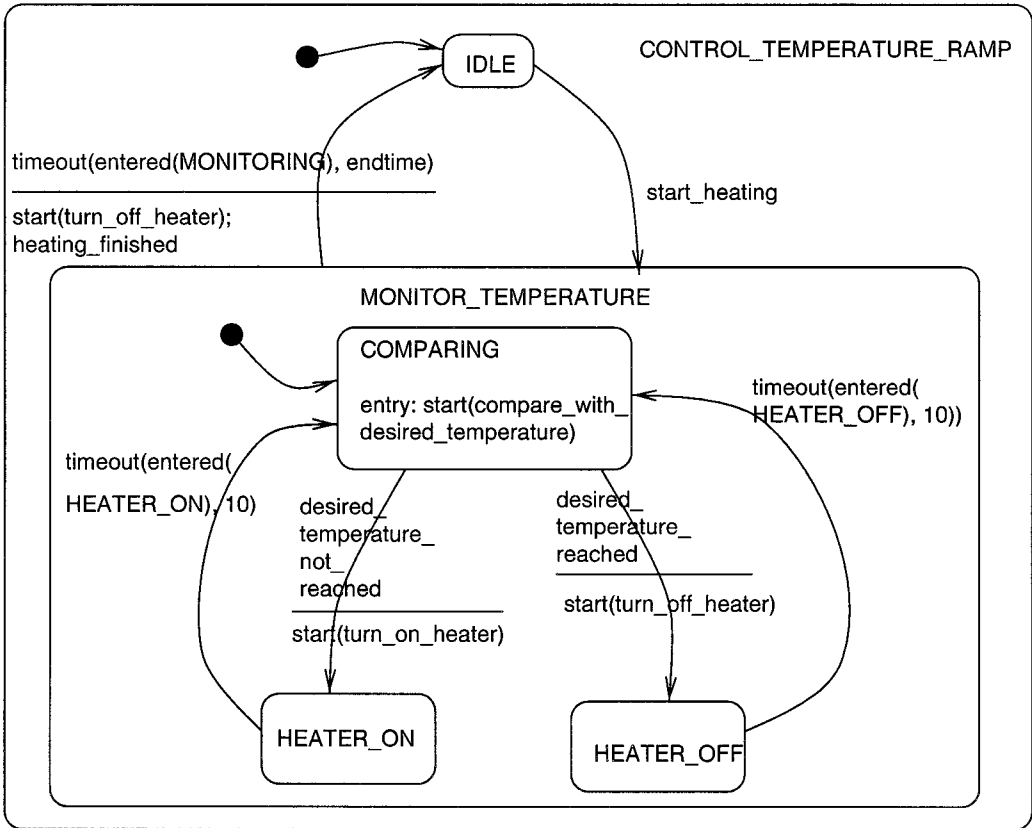 CONTROL_TEMPERATURE_RAMP
IDLE
timeout(entered(MONITORING), endtime)
start(turn_off_heater);
heating_finished
start_heating
MONITOR_TEMPERATURE
COMPARING
entry: start(compare_with_
desired_temperature)
timeout(entered(
HEATER_OFF), 10))
timeout(entered(
HEATER_ON), 10)
desired_
temperature_
not_
reached
start(turn_on_heater)
desired_
temperature_
reached
start(turn_off_heater)
HEATER_ON
HEATER_OFF